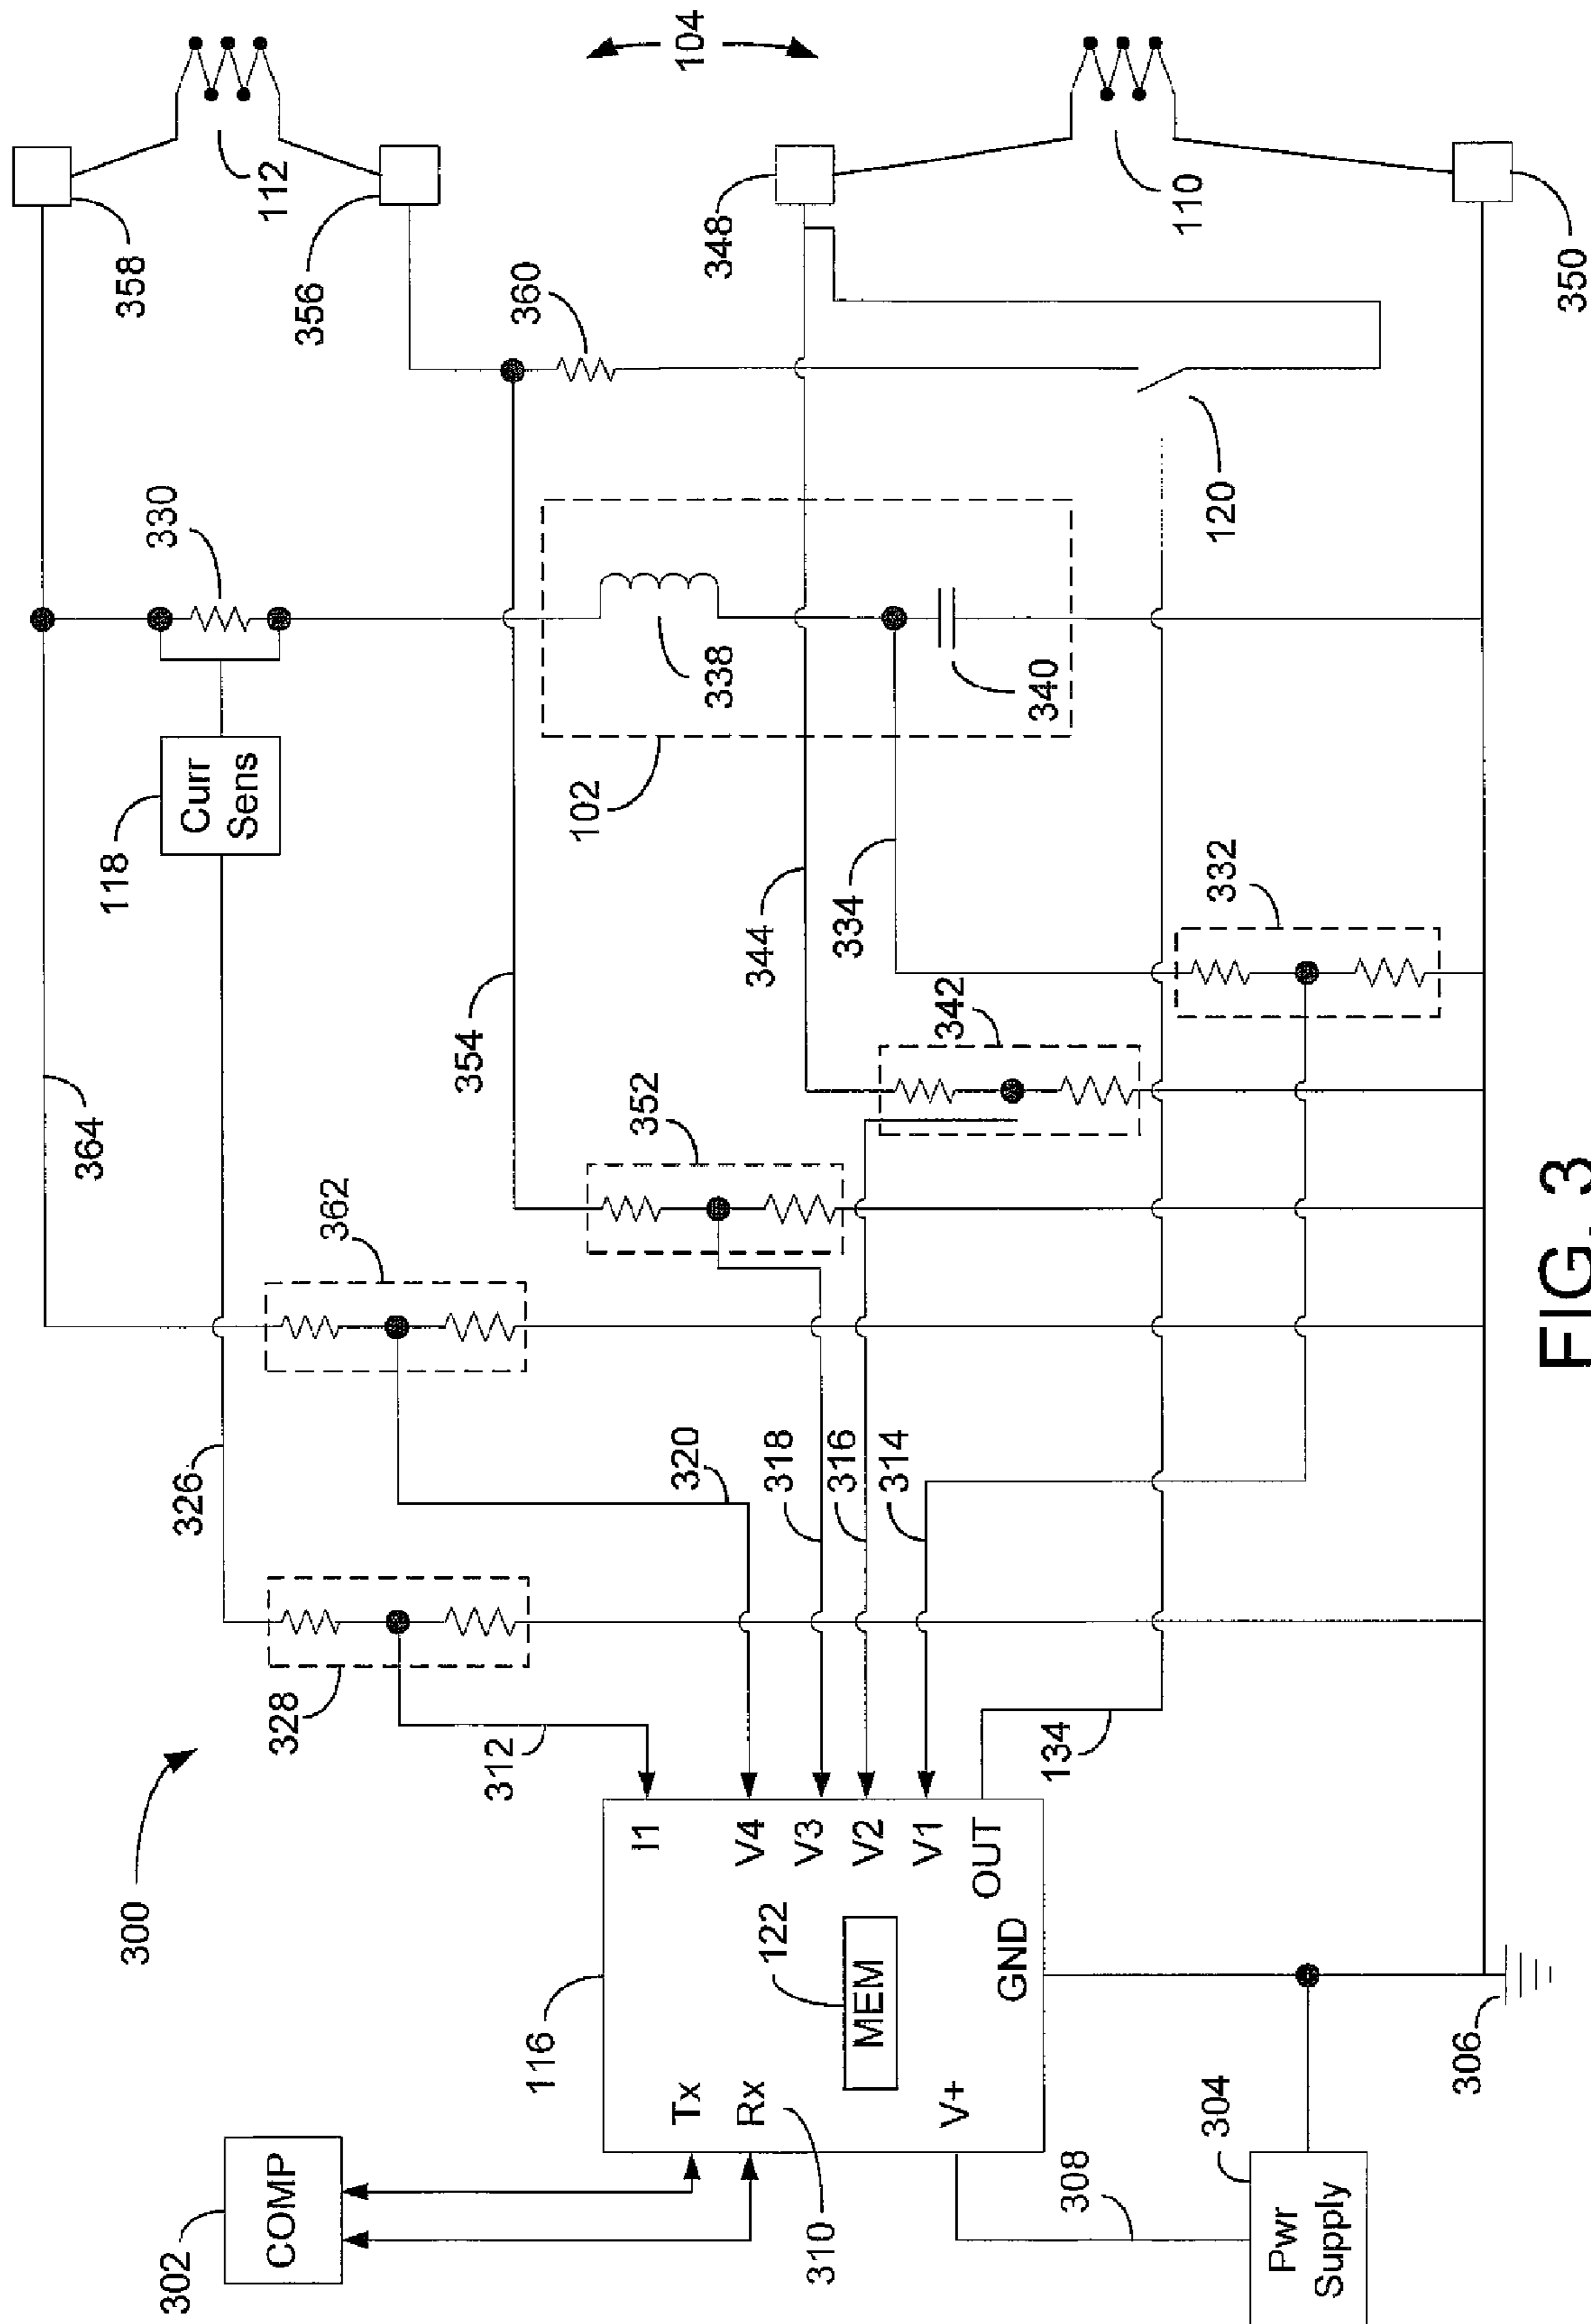 300
302
COMP
116
Tx
Rx
310
I1
V4
V3
V2
V1
OUT
GND
V+
122
MEM
308
304
Pwr
Supply
306
134
312
328
326
320
318
316
314
362
364
352
354
342
344
334
332
118
Curr
Sens
330
102
338
340
360
120
358
356
348
350
112
110
104
FIG. 3